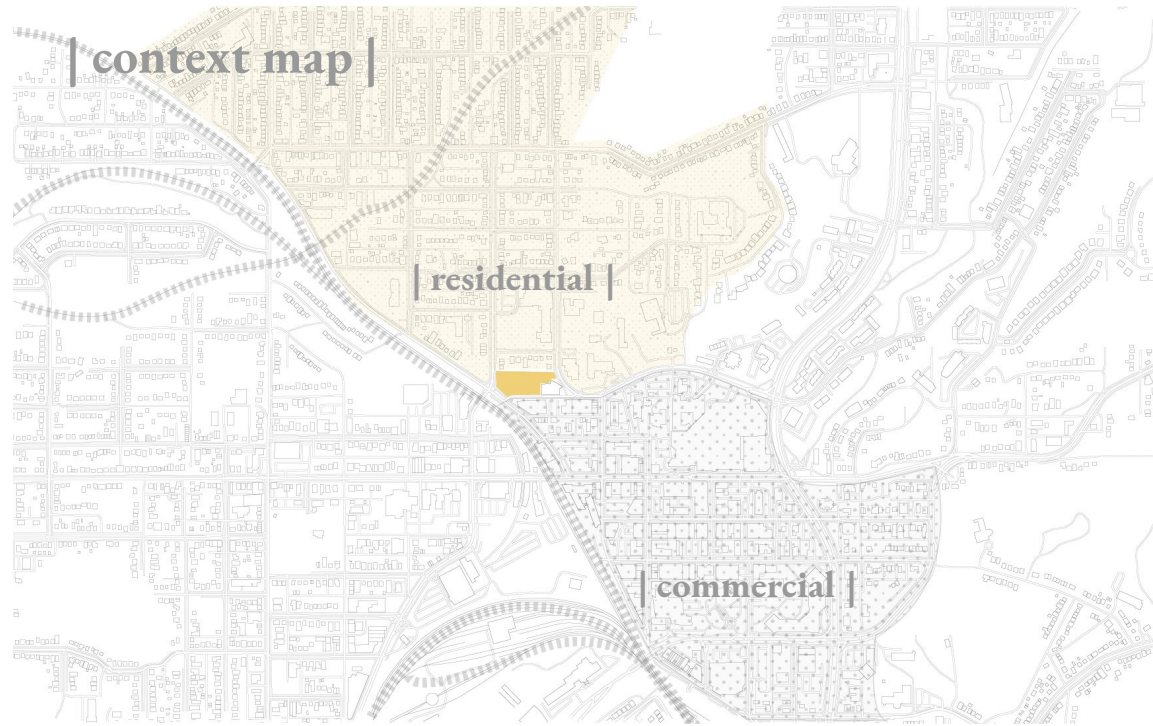 | context map |
| residential |
| commercial |